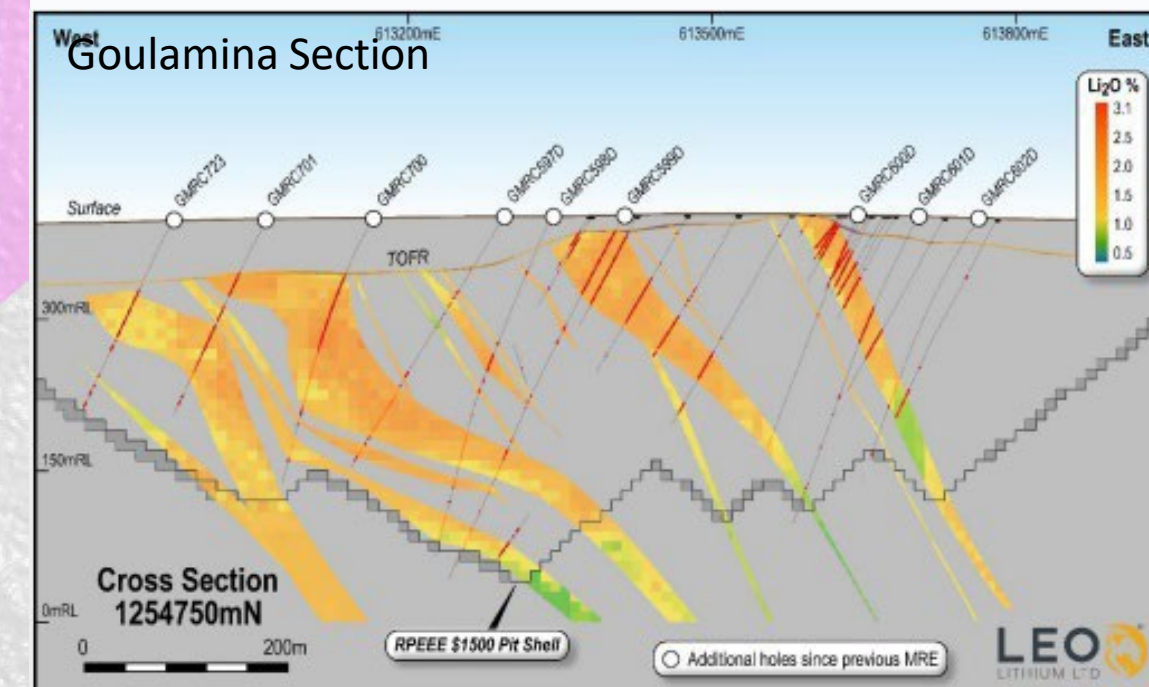 West
Goulamina Section
613200mE
613500mE
613800mE
East
Li₂O %
3.1
2.5
2.0
1.5
1.0
0.5
GMRC723
GMRC701
GMRC700
GMRC597D
GMRC598D
GMRC599D
GMRC600D
GMRC601D
GMRC602D
Surface
TOFR
300mRL
150mRL
0mRL
Cross Section
1254750mN
0
200m
RPEEE $1500 Pit Shell
Additional holes since previous MRE
LEO
LITHIUM LTD